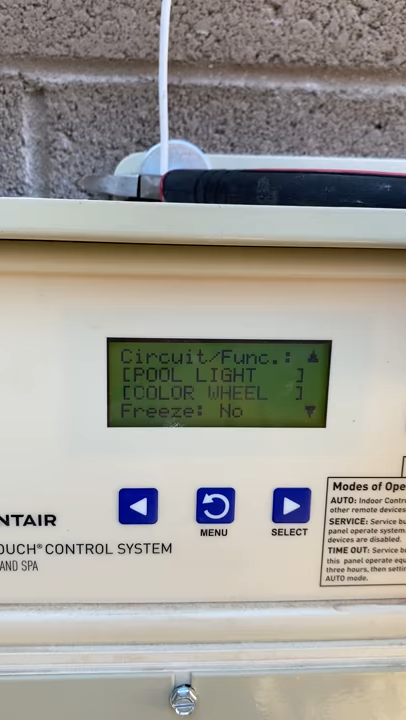 Circuit/Func.: ▲
[POOL LIGHT ]
[COLOR WHEEL ]
Freeze: No ▼
MENU
SELECT
NTAIR
OUCH® CONTROL SYSTEM
AND SPA
Modes of Ope
AUTO: Indoor Contr
other remote devices
SERVICE: Service bu
panel operate system.
devices are disabled.
TIME OUT: Service bu
this panel operate equ
three hours, then setti
AUTO mode.